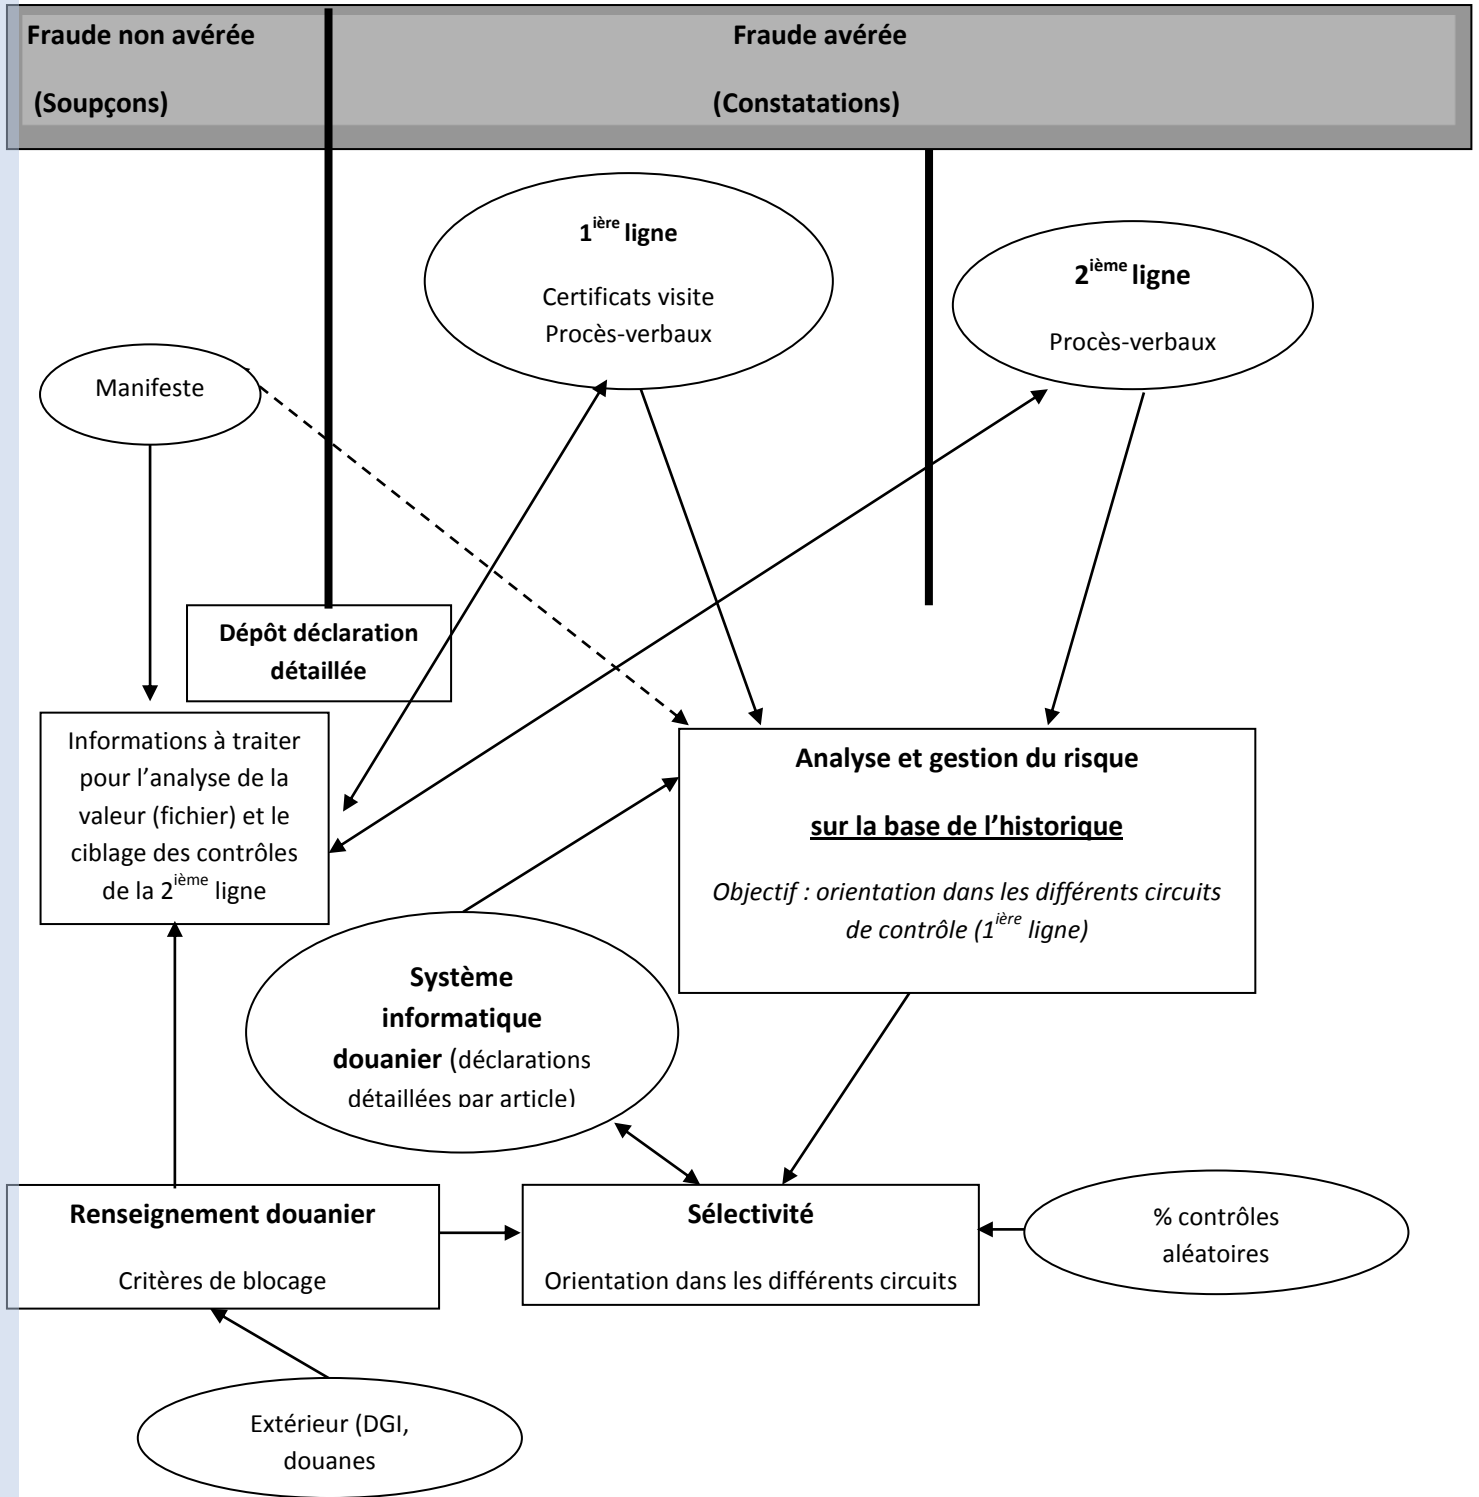 Fraude non avérée
(Soupçons)
Fraude avérée
(Constatations)
1ière ligne
Certificats visite
Procès-verbaux
2ième ligne
Procès-verbaux
Manifeste
Dépôt déclaration
détaillée
Informations à traiter
pour l’analyse de la
valeur (fichier) et le
ciblage des contrôles
de la 2ième ligne
Analyse et gestion du risque
sur la base de l’historique
Objectif : orientation dans les différents circuits
de contrôle (1ière ligne)
Système
informatique
douanier (déclarations
détaillées par article)
Renseignement douanier
Critères de blocage
Sélectivité
Orientation dans les différents circuits
% contrôles
aléatoires
Extérieur (DGI,
douanes